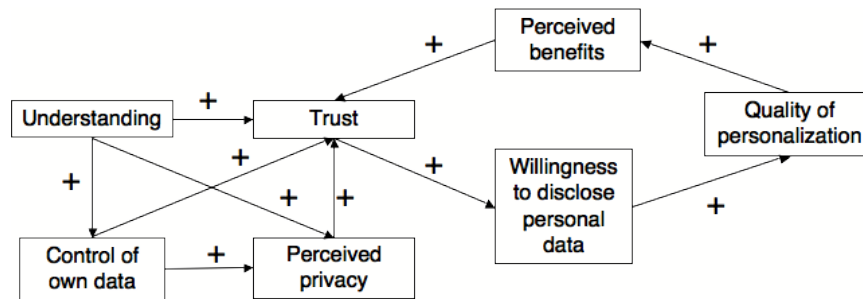 Perceived
benefits
+
+
Understanding
+
Trust
Quality of
personalization
+
+
Willingness
to disclose
personal
data
+
+
+
+
Control of
own data
+
Perceived
privacy